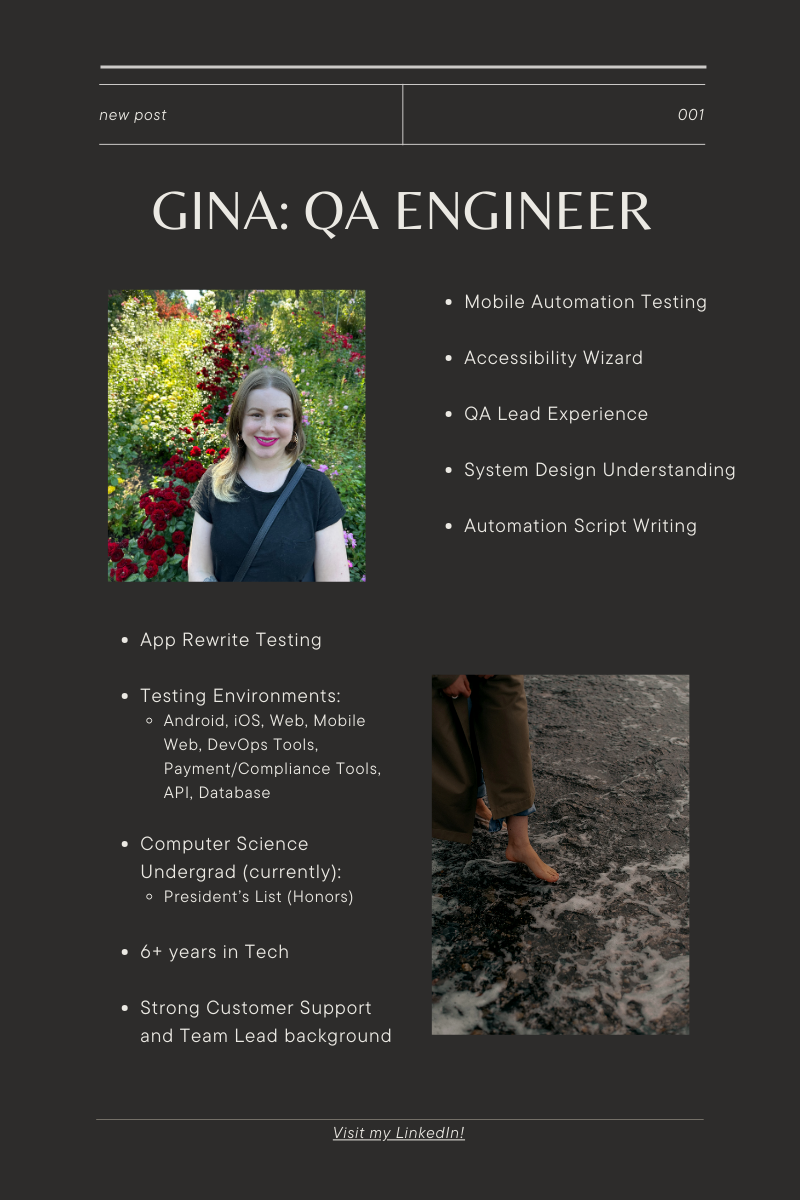 new post
001
GINA: QA ENGINEER
• Mobile Automation Testing
• Accessibility Wizard
• QA Lead Experience
• System Design Understanding
• Automation Script Writing
• App Rewrite Testing
• Testing Environments:
◦ Android, iOS, Web, Mobile
Web, DevOps Tools,
Payment/Compliance Tools,
API, Database
• Computer Science
Undergrad (currently):
◦ President’s List (Honors)
• 6+ years in Tech
• Strong Customer Support
and Team Lead background
Visit my LinkedIn!